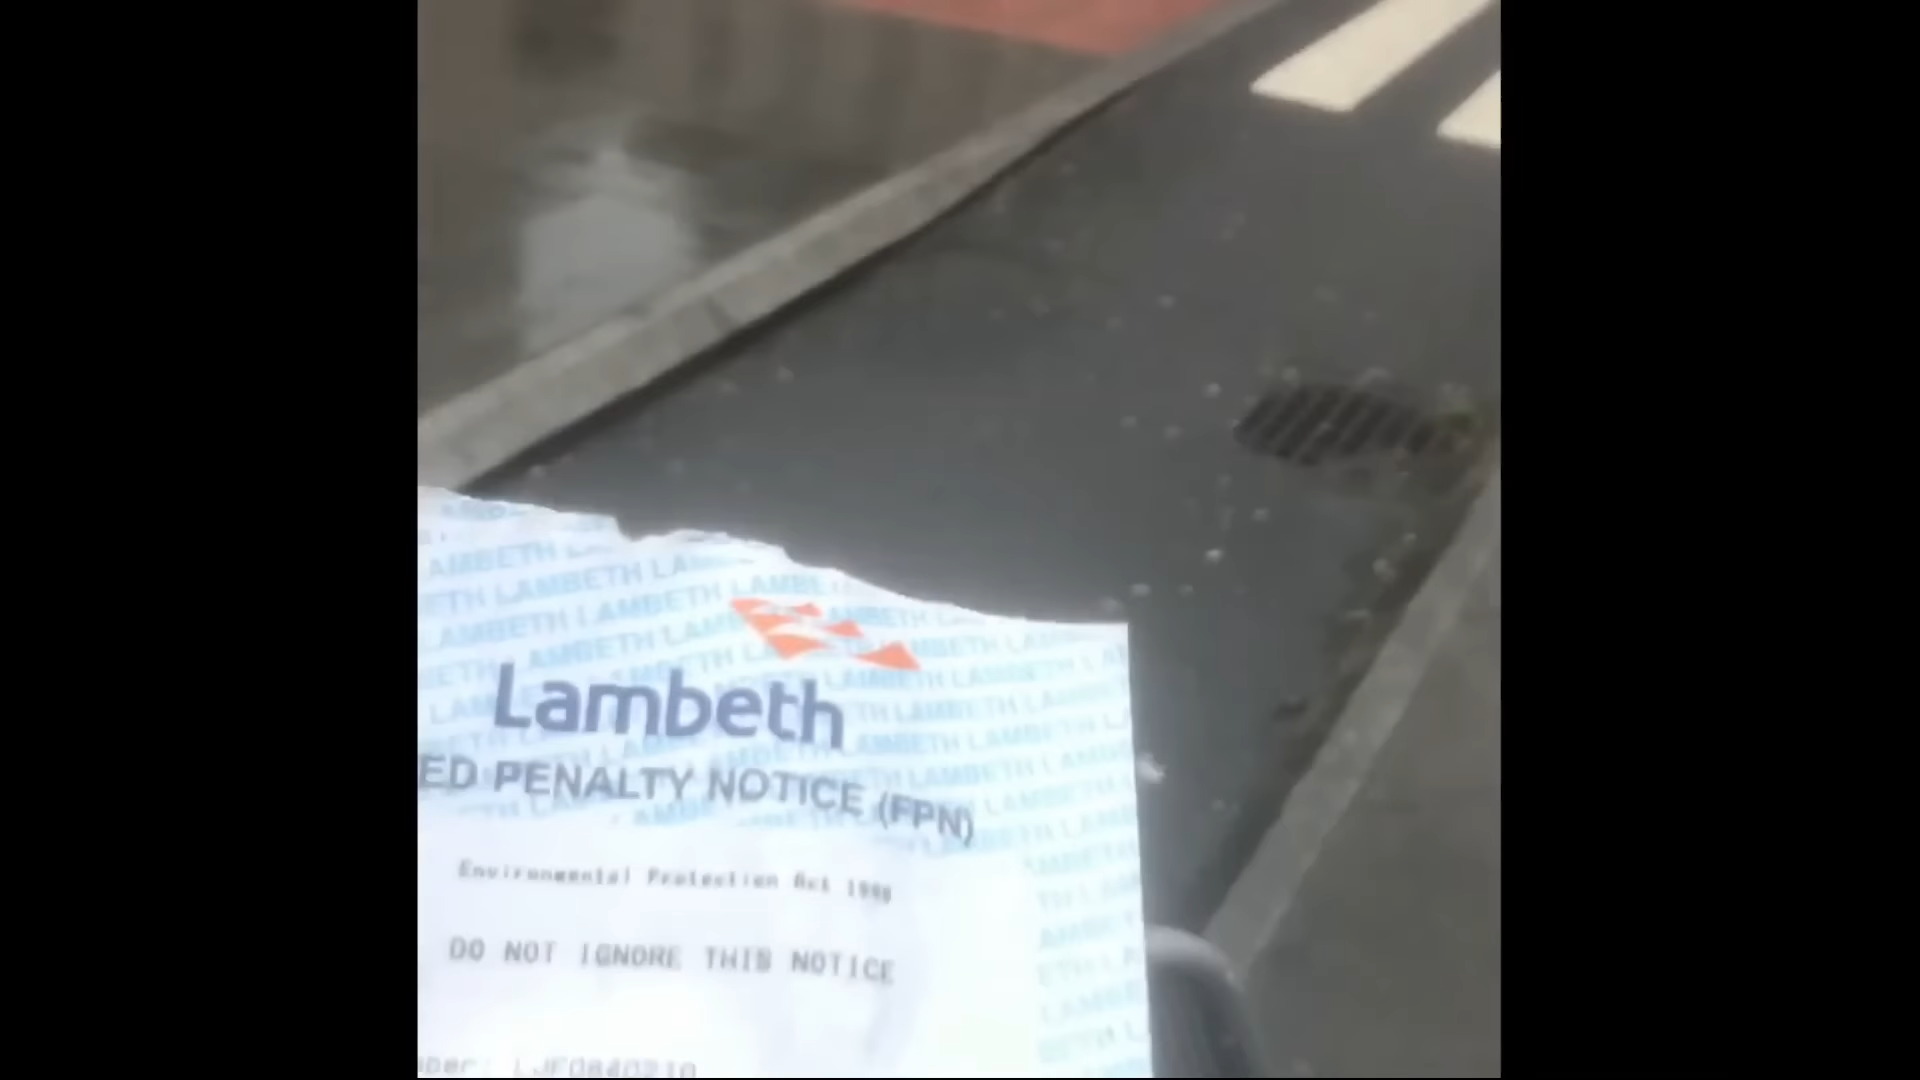 Lambeth
ED PENALTY NOTICE (FPN)
Environmental Protection Act 1990
DO NOT IGNORE THIS NOTICE